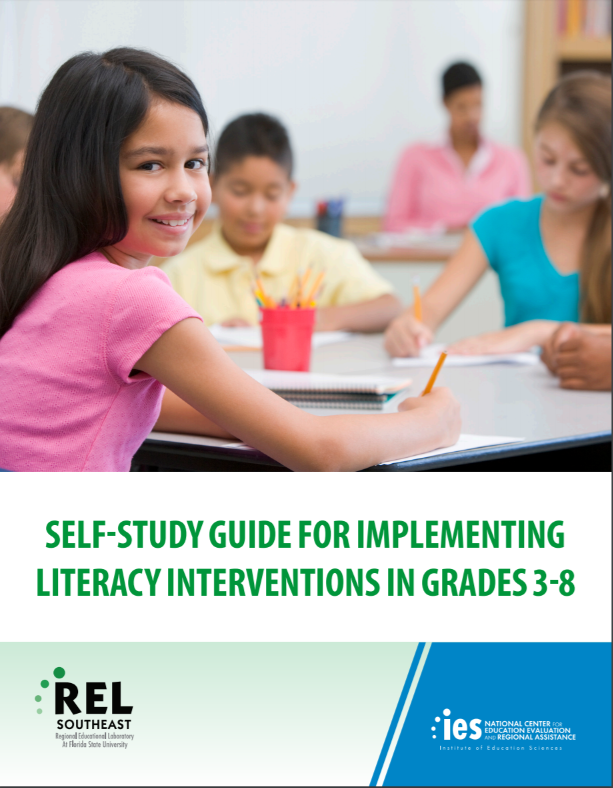 SELF-STUDY GUIDE FOR IMPLEMENTING
LITERACY INTERVENTIONS IN GRADES 3-8
REL
SOUTHEAST
Regional Educational Laboratory
At Florida State University
ies NATIONAL CENTER FOR
EDUCATION EVALUATION
AND REGIONAL ASSISTANCE
Institute of Education Sciences